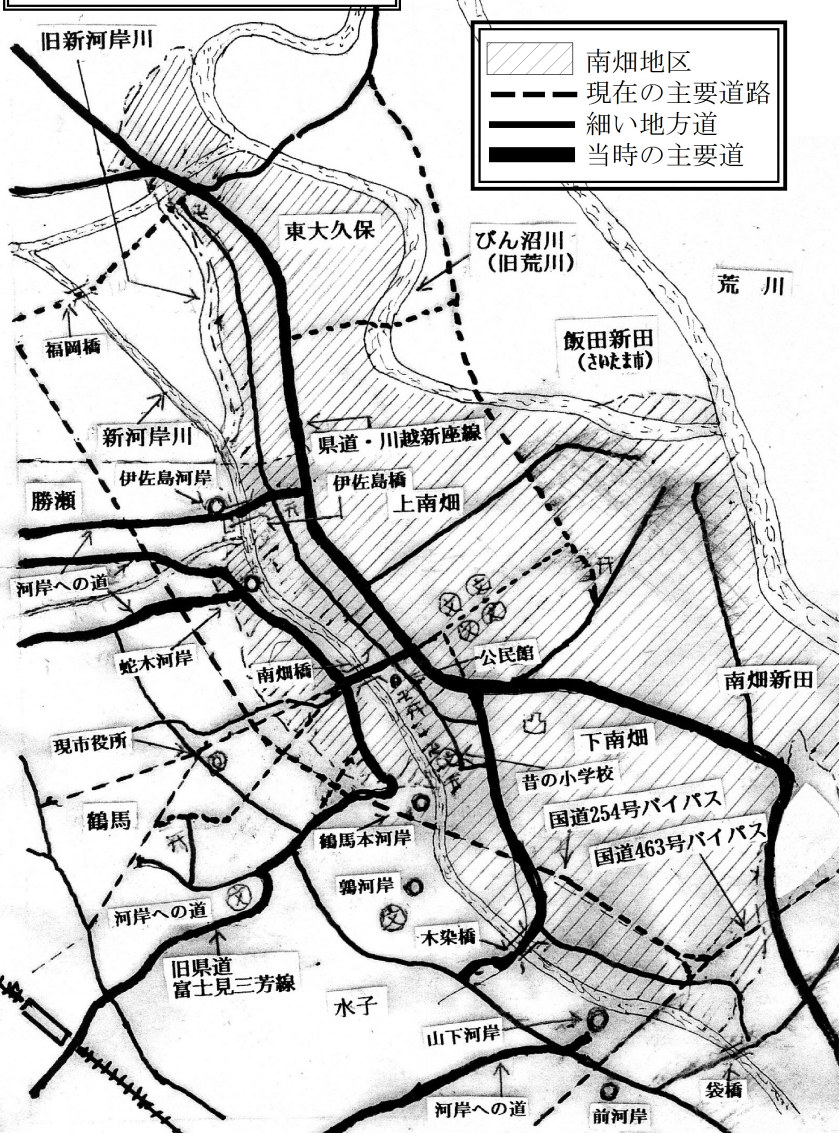 旧新河岸川
南畑地区
現在の主要道路
細い地方道
当時の主要道
東大久保
びん沼川
(旧荒川)
荒 川
福岡橋
飯田新田
(さいたま市)
新河岸川
県道・川越新座線
伊佐島河岸
伊佐島橋
勝瀬
上南畑
河岸への道
蛇木河岸
南畑橋
公民館
南畑新田
現市役所
下南畑
昔の小学校
鶴馬
国道254号バイパス
鶴馬本河岸
国道463号バイパス
鶉河岸
河岸への道
木染橋
旧県道
富士見三芳線
水子
山下河岸
袋橋
河岸への道
前河岸